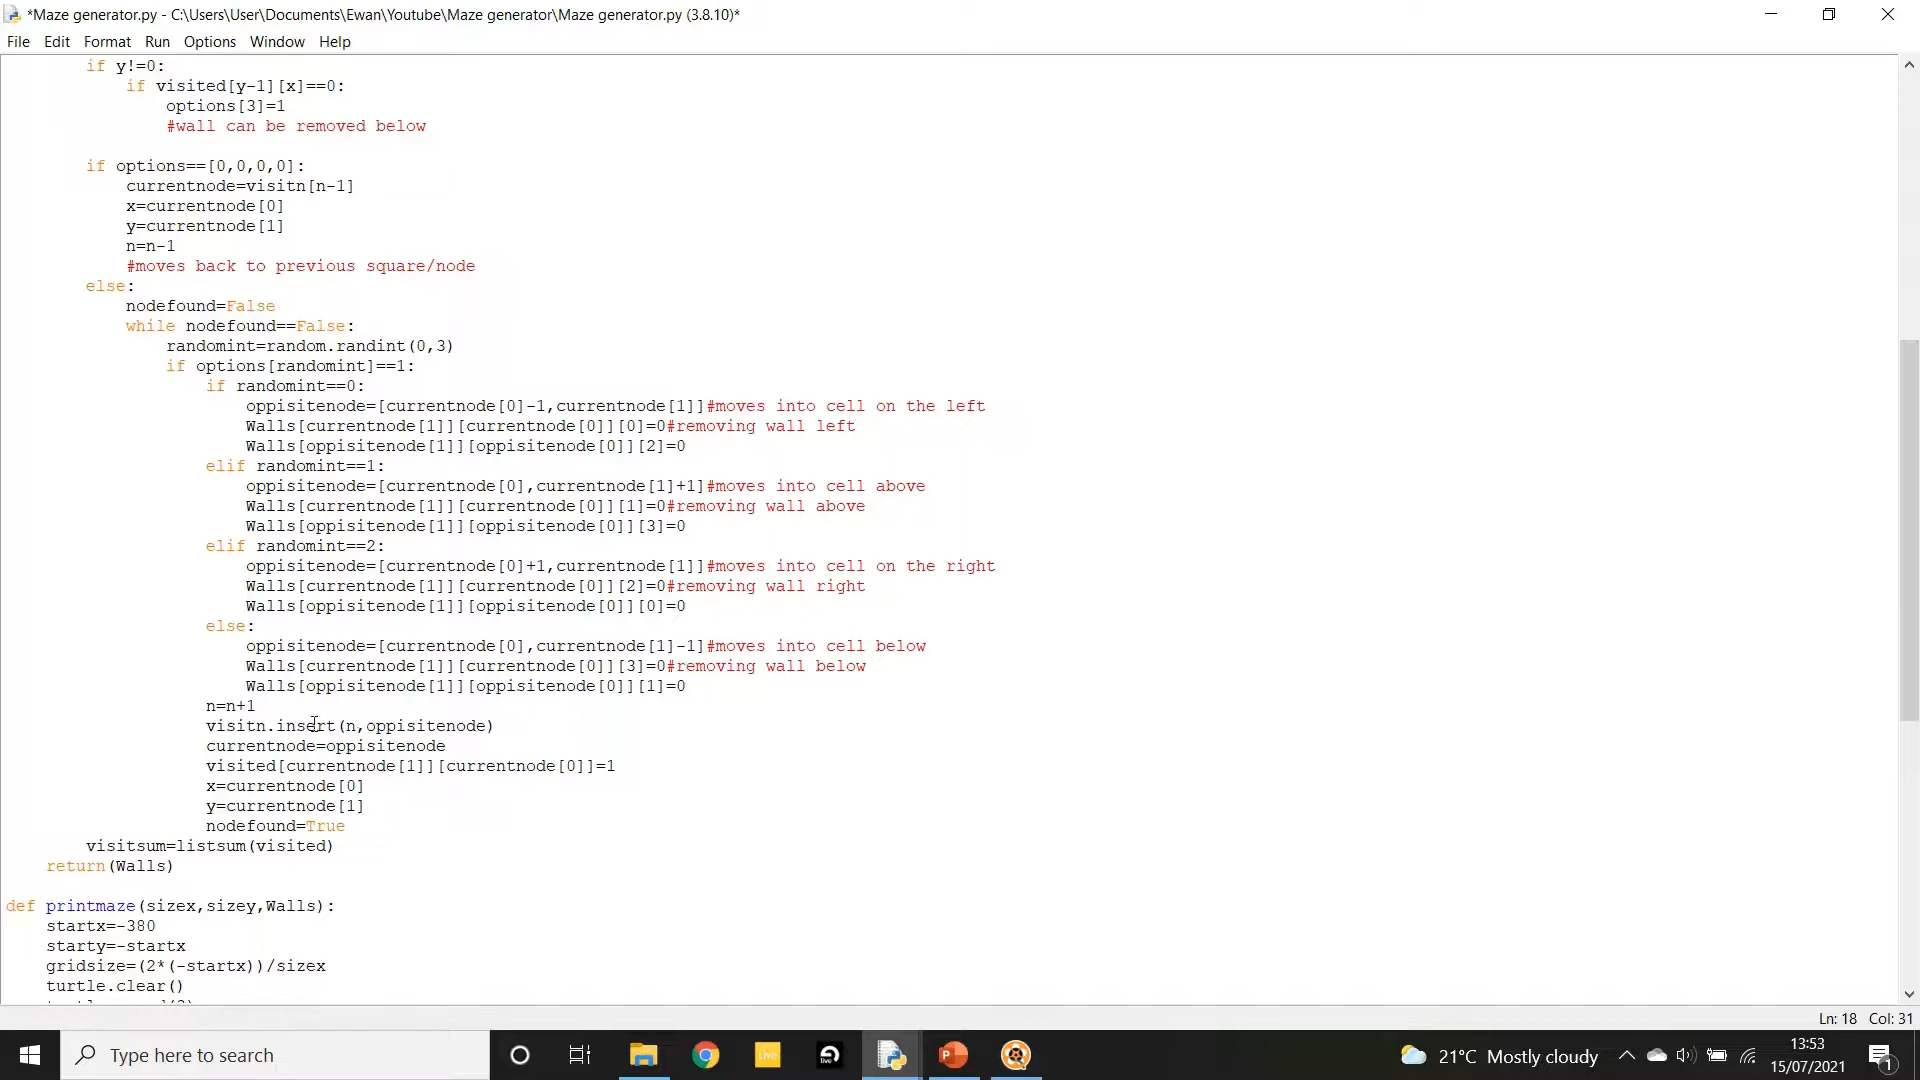 *Maze generator.py - C:\Users\User\Documents\Ewan\Youtube\Maze generator\Maze generator.py (3.8.10)*
File Edit Format Run Options Window Help
if y!=0:
if visited[y-1][x]==0:
options[3]=1
#wall can be removed below
if options==[0,0,0,0]:
currentnode=visitn[n-1]
x=currentnode[0]
y=currentnode[1]
n=n-1
#moves back to previous square/node
else:
nodefound=False
while nodefound==False:
randomint=random.randint(0,3)
if options[randomint]==1:
if randomint==0:
oppisitenode=[currentnode[0]-1,currentnode[1]]#moves into cell on the left
Walls[currentnode[1]][currentnode[0]][0]=0#removing wall left
Walls[oppisitenode[1]][oppisitenode[0]][2]=0
elif randomint==1:
oppisitenode=[currentnode[0],currentnode[1]+1]#moves into cell above
Walls[currentnode[1]][currentnode[0]][1]=0#removing wall above
Walls[oppisitenode[1]][oppisitenode[0]][3]=0
elif randomint==2:
oppisitenode=[currentnode[0]+1,currentnode[1]]#moves into cell on the right
Walls[currentnode[1]][currentnode[0]][2]=0#removing wall right
Walls[oppisitenode[1]][oppisitenode[0]][0]=0
else:
oppisitenode=[currentnode[0],currentnode[1]-1]#moves into cell below
Walls[currentnode[1]][currentnode[0]][3]=0#removing wall below
Walls[oppisitenode[1]][oppisitenode[0]][1]=0
n=n+1
visitn.insert(n,oppisitenode)
currentnode=oppisitenode
visited[currentnode[1]][currentnode[0]]=1
x=currentnode[0]
y=currentnode[1]
nodefound=True
visitsum=listsum(visited)
return(Walls)
def printmaze(sizex,sizey,Walls):
startx=-380
starty=-startx
gridsize=(2*(-startx))/sizex
turtle.clear()
Ln: 18 Col: 31
Type here to search
live
live
21°C Mostly cloudy
13:53
15/07/2021
1